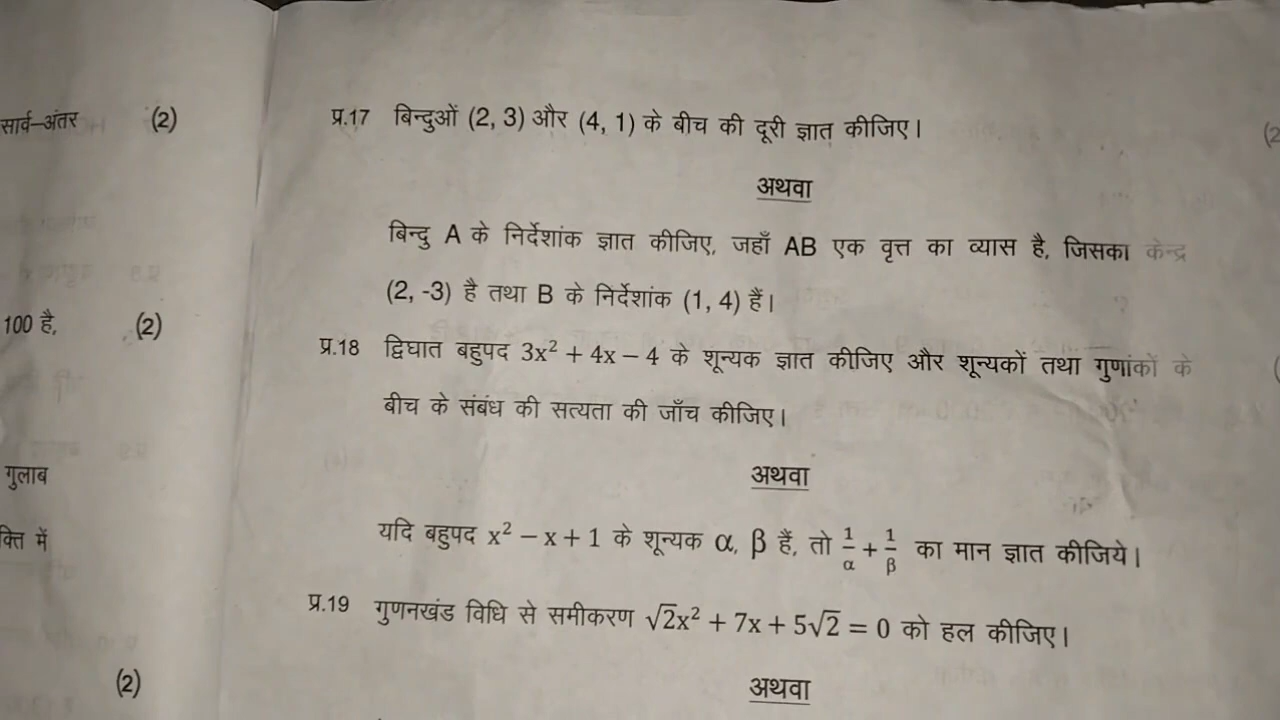 सार्व–अंतर (2)
100 है, (2)
गुलाब
क्ति में
(2)
प्र.17 बिन्दुओं (2, 3) और (4, 1) के बीच की दूरी ज्ञात कीजिए।
अथवा
बिन्दु A के निर्देशांक ज्ञात कीजिए, जहाँ AB एक वृत्त का व्यास है, जिसका केन्द्र
(2, -3) है तथा B के निर्देशांक (1, 4) हैं।
प्र.18 द्विघात बहुपद 3x² + 4x – 4 के शून्यक ज्ञात कीजिए और शून्यकों तथा गुणांकों के
बीच के संबंध की सत्यता की जाँच कीजिए।
अथवा
यदि बहुपद x² – x + 1 के शून्यक α, β हैं, तो 1/α + 1/β का मान ज्ञात कीजिये।
प्र.19 गुणनखंड विधि से समीकरण √2x² + 7x + 5√2 = 0 को हल कीजिए।
अथवा